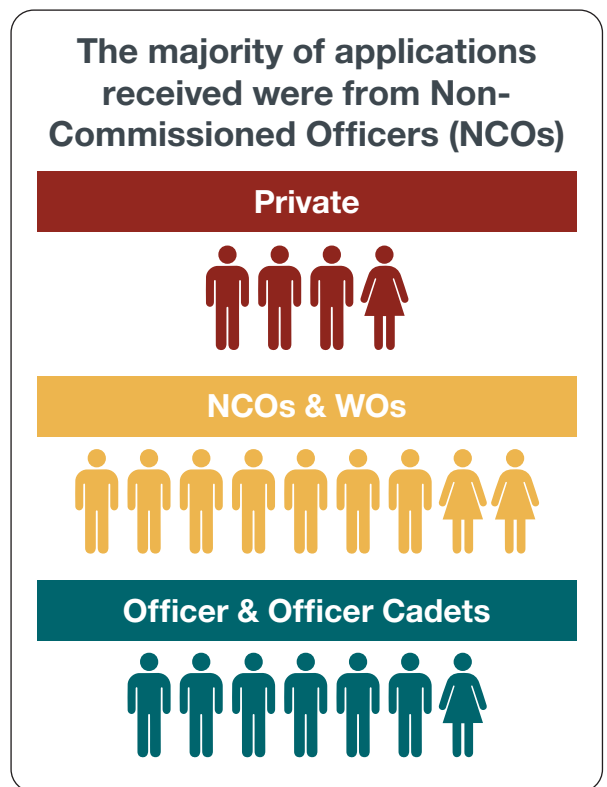 The majority of applications
received were from Non-
Commissioned Officers (NCOs)
Private
NCOs & WOs
Officer & Officer Cadets